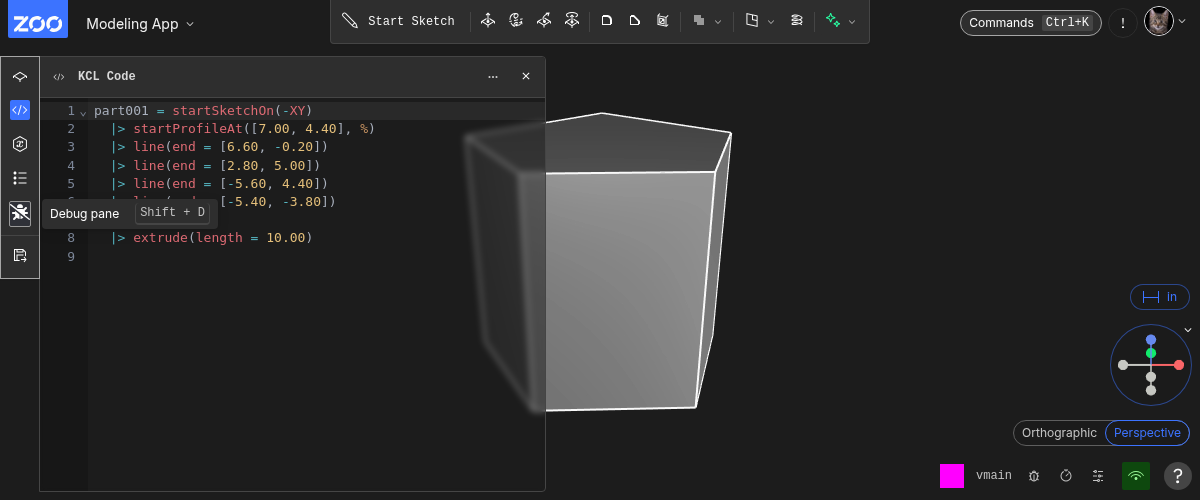 ZOO
Modeling App
Start Sketch
Commands Ctrl+K
!
</> KCL Code ... ×
1 part001 = startSketchOn(-XY)
2 |> startProfileAt([7.00, 4.40], %)
3 |> line(end = [6.60, -0.20])
4 |> line(end = [2.80, 5.00])
5 |> line(end = [-5.60, 4.40])
[-5.40, -3.80])
Debug pane Shift + D
8 |> extrude(length = 10.00)
9
in
Orthographic Perspective
vmain
?